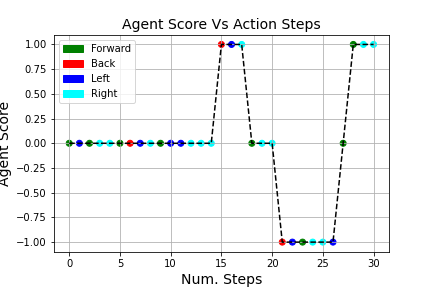 Agent Score Vs Action Steps
Agent Score
1.00
0.75
0.50
0.25
0.00
−0.25
−0.50
−0.75
−1.00
Forward
Back
Left
Right
0 5 10 15 20 25 30
Num. Steps